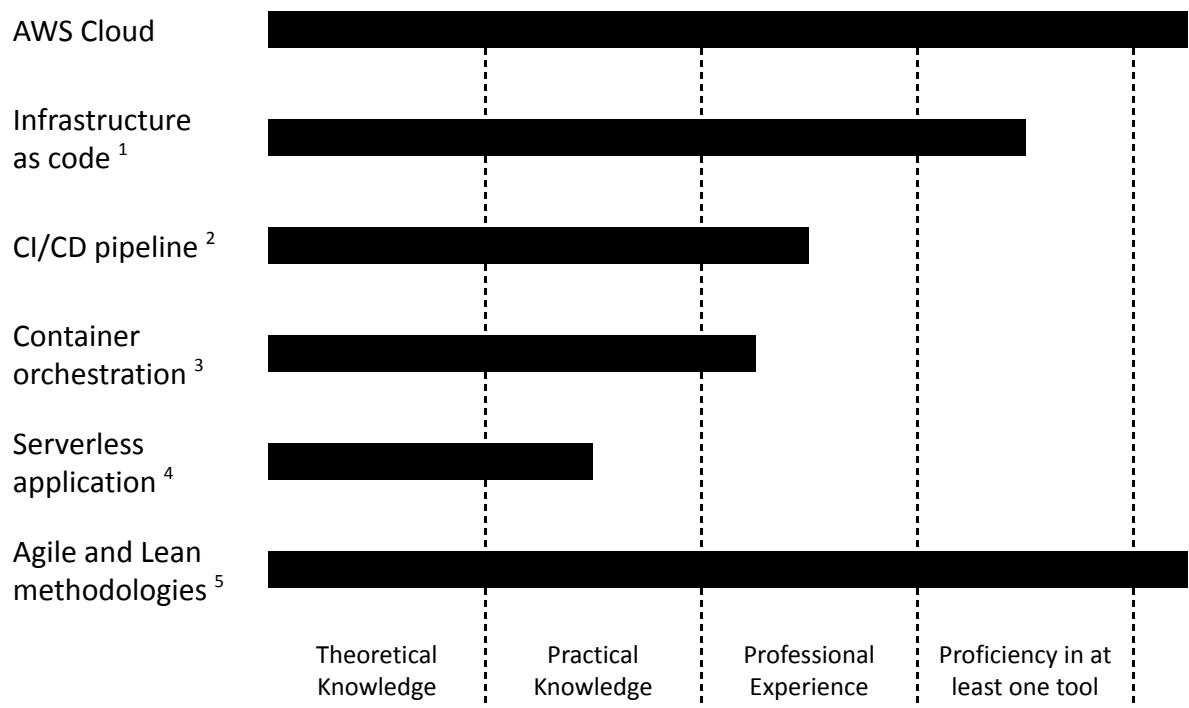 AWS Cloud
Infrastructure
as code ¹
CI/CD pipeline ²
Container
orchestration ³
Serverless
application ⁴
Agile and Lean
methodologies ⁵
Theoretical
Knowledge
Practical
Knowledge
Professional
Experience
Proficiency in at
least one tool